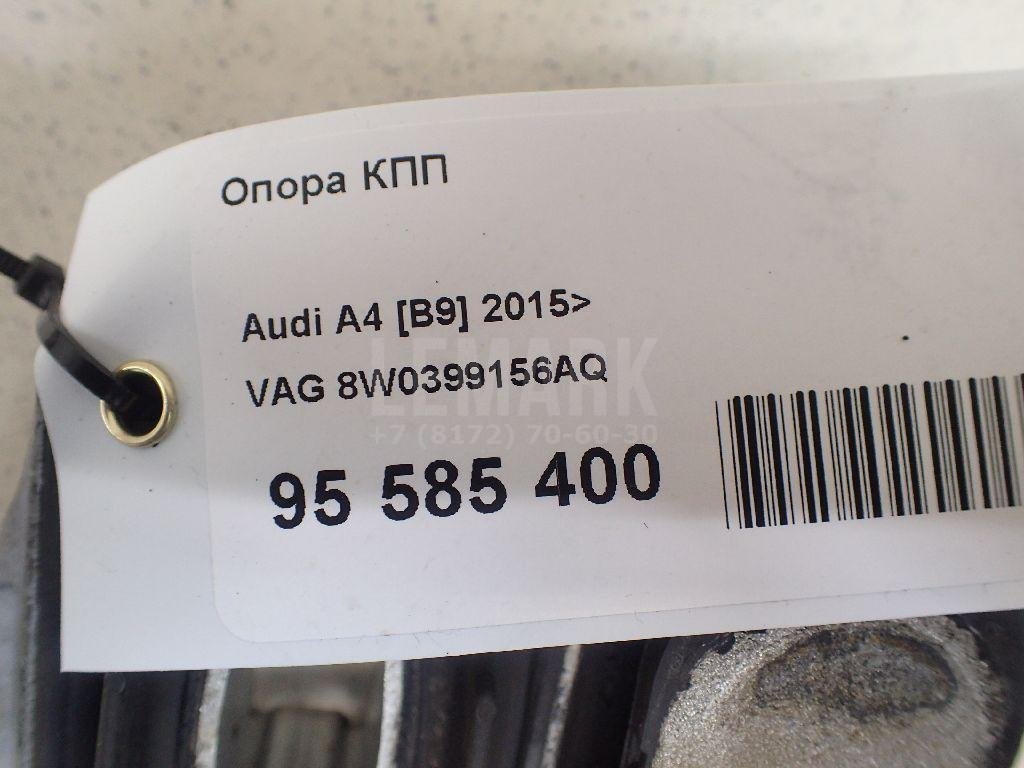 Опора КПП
Audi A4 [B9] 2015>
VAG 8W0399156AQ
LEMARK
+7 (8172) 70-60-30
95 585 400